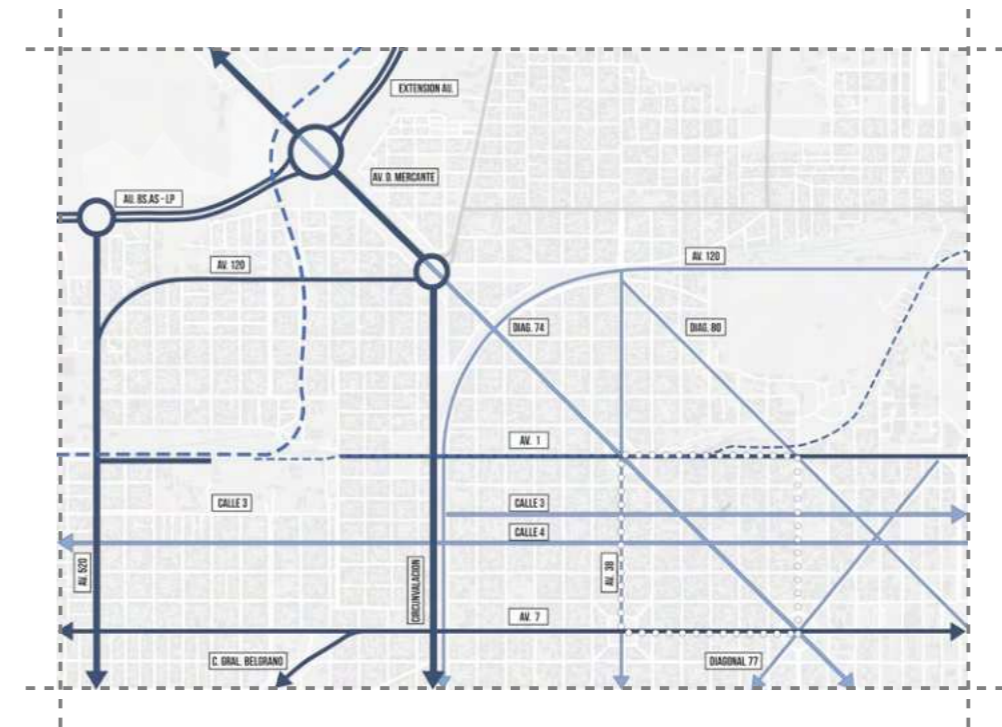 EXTENSION AU.
AV. D. MERCANTE
AU. BS.AS - LP
AV. 120
AV. 120
DIAG. 74
DIAG. 80
AV. 1
CALLE 3
CALLE 3
CALLE 4
AV. 520
CIRCUNVALACION
AV. 38
AV. 7
C. GRAL. BELGRANO
DIAGONAL 77